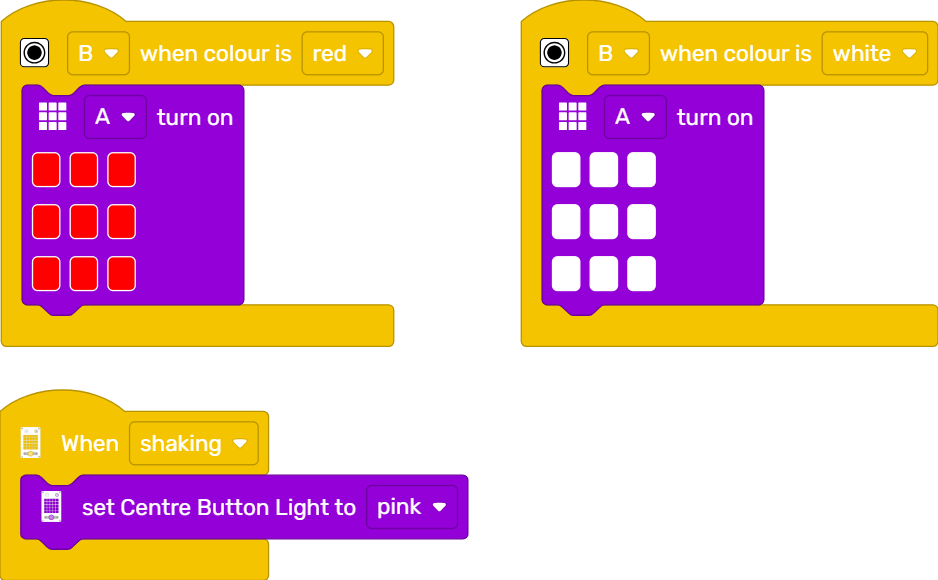 B when colour is red
A turn on
B when colour is white
A turn on
When shaking
set Centre Button Light to pink